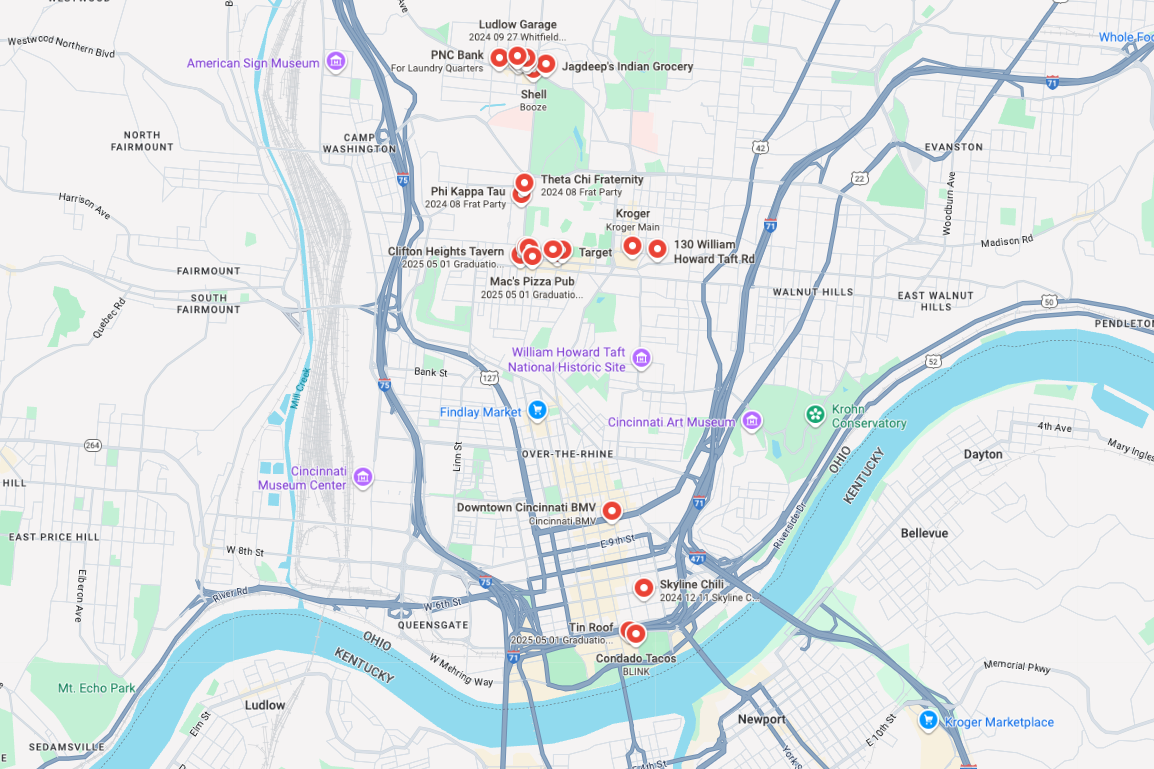 Westwood Northern Blvd
American Sign Museum
Ludlow Garage
2024 09 27 Whitfield...
PNC Bank
For Laundry Quarters
Jagdeep's Indian Grocery
Whole Foo
71
Shell
Booze
NORTH
FAIRMOUNT
CAMP
WASHINGTON
42
EVANSTON
75
22
Theta Chi Fraternity
2024 08 Frat Party
Phi Kappa Tau
2024 08 Frat Party
Harrison Ave
Woodburn Ave
Kroger
Kroger Main
71
Madison Rd
Clifton Heights Tavern
2025 05 01 Graduatio...
Target
130 William
Howard Taft Rd
Mac's Pizza Pub
2025 05 01 Graduatio...
FAIRMOUNT
SOUTH
FAIRMOUNT
Quebec Rd
WALNUT HILLS
EAST WALNUT
HILLS
50
PENDLETON
52
William Howard Taft
National Historic Site
Bank St
127
75
Mill Creek
Findlay Market
Cincinnati Art Museum
Krohn
Conservatory
4th Ave
Mary Ingles
264
Linn St
OVER-THE-RHINE
Dayton
OHIO
KENTUCKY
HILL
Cincinnati
Museum Center
71
Downtown Cincinnati BMV
Cincinnati BMV
Riverside Dr
EAST PRICE HILL
W 8th St
E 9th St
Bellevue
471
Elberon Ave
River Rd
75
W 6th St
Skyline Chili
2024 12 11 Skyline C...
QUEENSGATE
Tin Roof
2025 05 01 Graduatio...
OHIO
KENTUCKY
71
Condado Tacos
BLINK
W Mehring Way
Memorial Pkwy
Mt. Echo Park
Ludlow
Elm St
Newport
E 10th St
Kroger Marketplace
SEDAMSVILLE
York
4th St